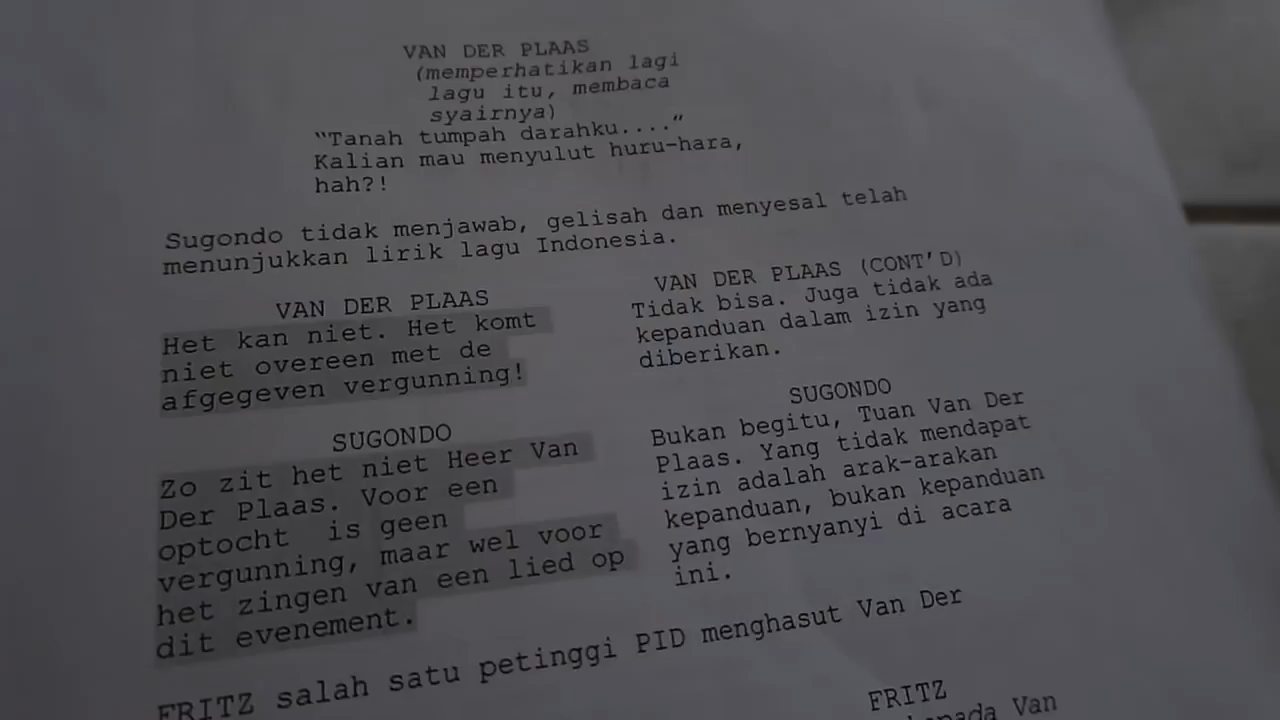 VAN DER PLAAS
(memperhatikan lagi
lagu itu, membaca
syairnya)
"Tanah tumpah darahku...."
Kalian mau menyulut huru-hara,
hah?!
Sugondo tidak menjawab, gelisah dan menyesal telah
menunjukkan lirik lagu Indonesia.
VAN DER PLAAS
Het kan niet. Het komt
niet overeen met de
afgegeven vergunning!
VAN DER PLAAS (CONT'D)
Tidak bisa. Juga tidak ada
kepanduan dalam izin yang
diberikan.
SUGONDO
Zo zit het niet Heer Van
Der Plaas. Voor een
optocht is geen
vergunning, maar wel voor
het zingen van een lied op
dit evenement.
SUGONDO
Bukan begitu, Tuan Van Der
Plaas. Yang tidak mendapat
izin adalah arak-arakan
kepanduan, bukan kepanduan
yang bernyanyi di acara
ini.
FRITZ salah satu petinggi PID menghasut Van Der
FRITZ
kepada Van